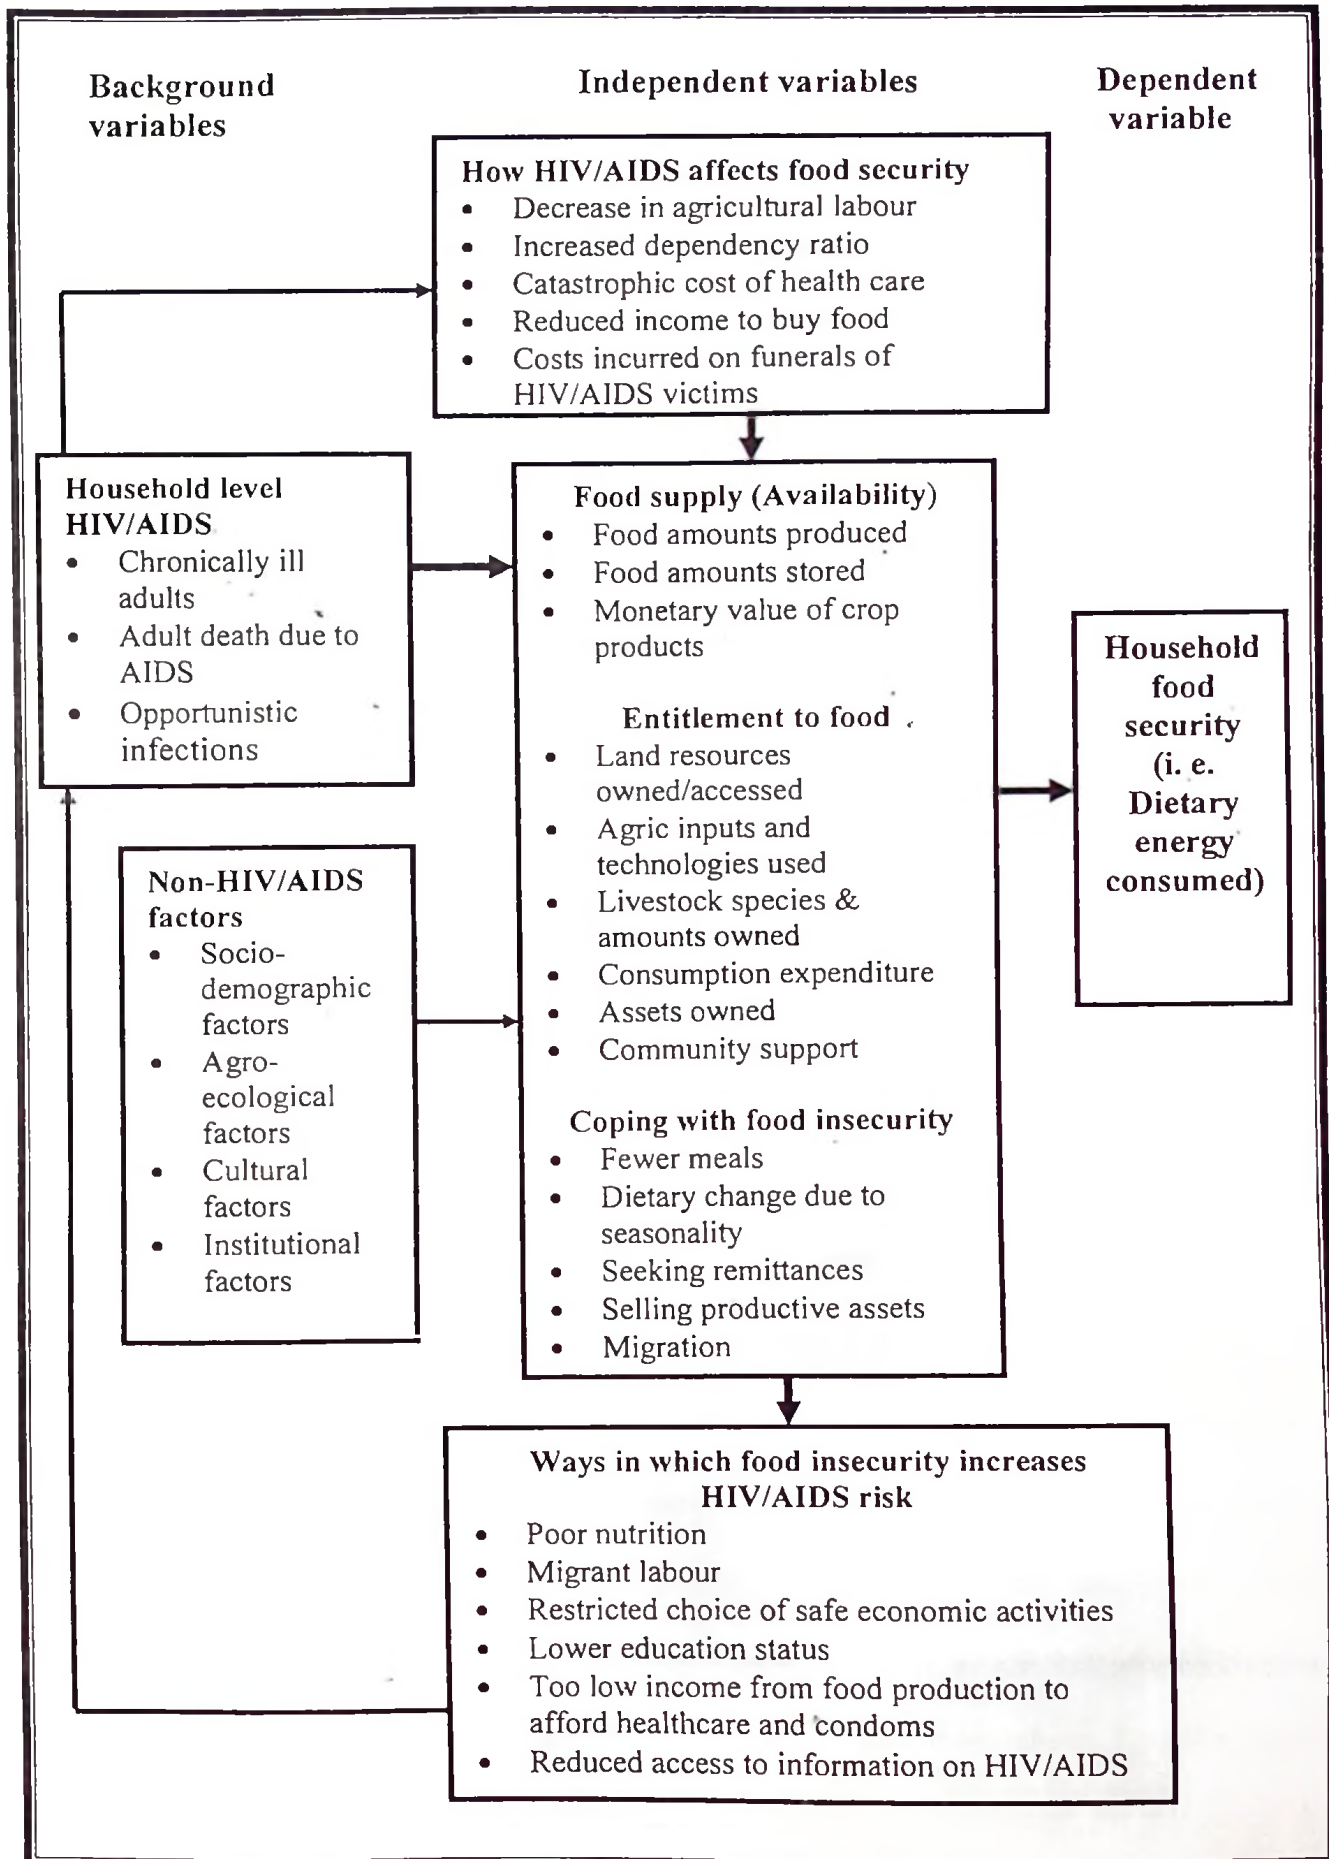 Background
variables
Independent variables
Dependent
variable
How HIV/AIDS affects food security
• Decrease in agricultural labour
• Increased dependency ratio
• Catastrophic cost of health care
• Reduced income to buy food
• Costs incurred on funerals of
HIV/AIDS victims
Household level
HIV/AIDS
• Chronically ill
adults
• Adult death due to
AIDS
• Opportunistic
infections
Non-HIV/AIDS
factors
• Socio-
demographic
factors
• Agro-
ecological
factors
• Cultural
factors
• Institutional
factors
Food supply (Availability)
• Food amounts produced
• Food amounts stored
• Monetary value of crop
products
Entitlement to food
• Land resources
owned/accessed
• Agric inputs and
technologies used
• Livestock species &
amounts owned
• Consumption expenditure
• Assets owned
• Community support
Coping with food insecurity
• Fewer meals
• Dietary change due to
seasonality
• Seeking remittances
• Selling productive assets
• Migration
Household
food
security
(i. e.
Dietary
energy
consumed)
Ways in which food insecurity increases
HIV/AIDS risk
• Poor nutrition
• Migrant labour
• Restricted choice of safe economic activities
• Lower education status
• Too low income from food production to
afford healthcare and condoms
• Reduced access to information on HIV/AIDS